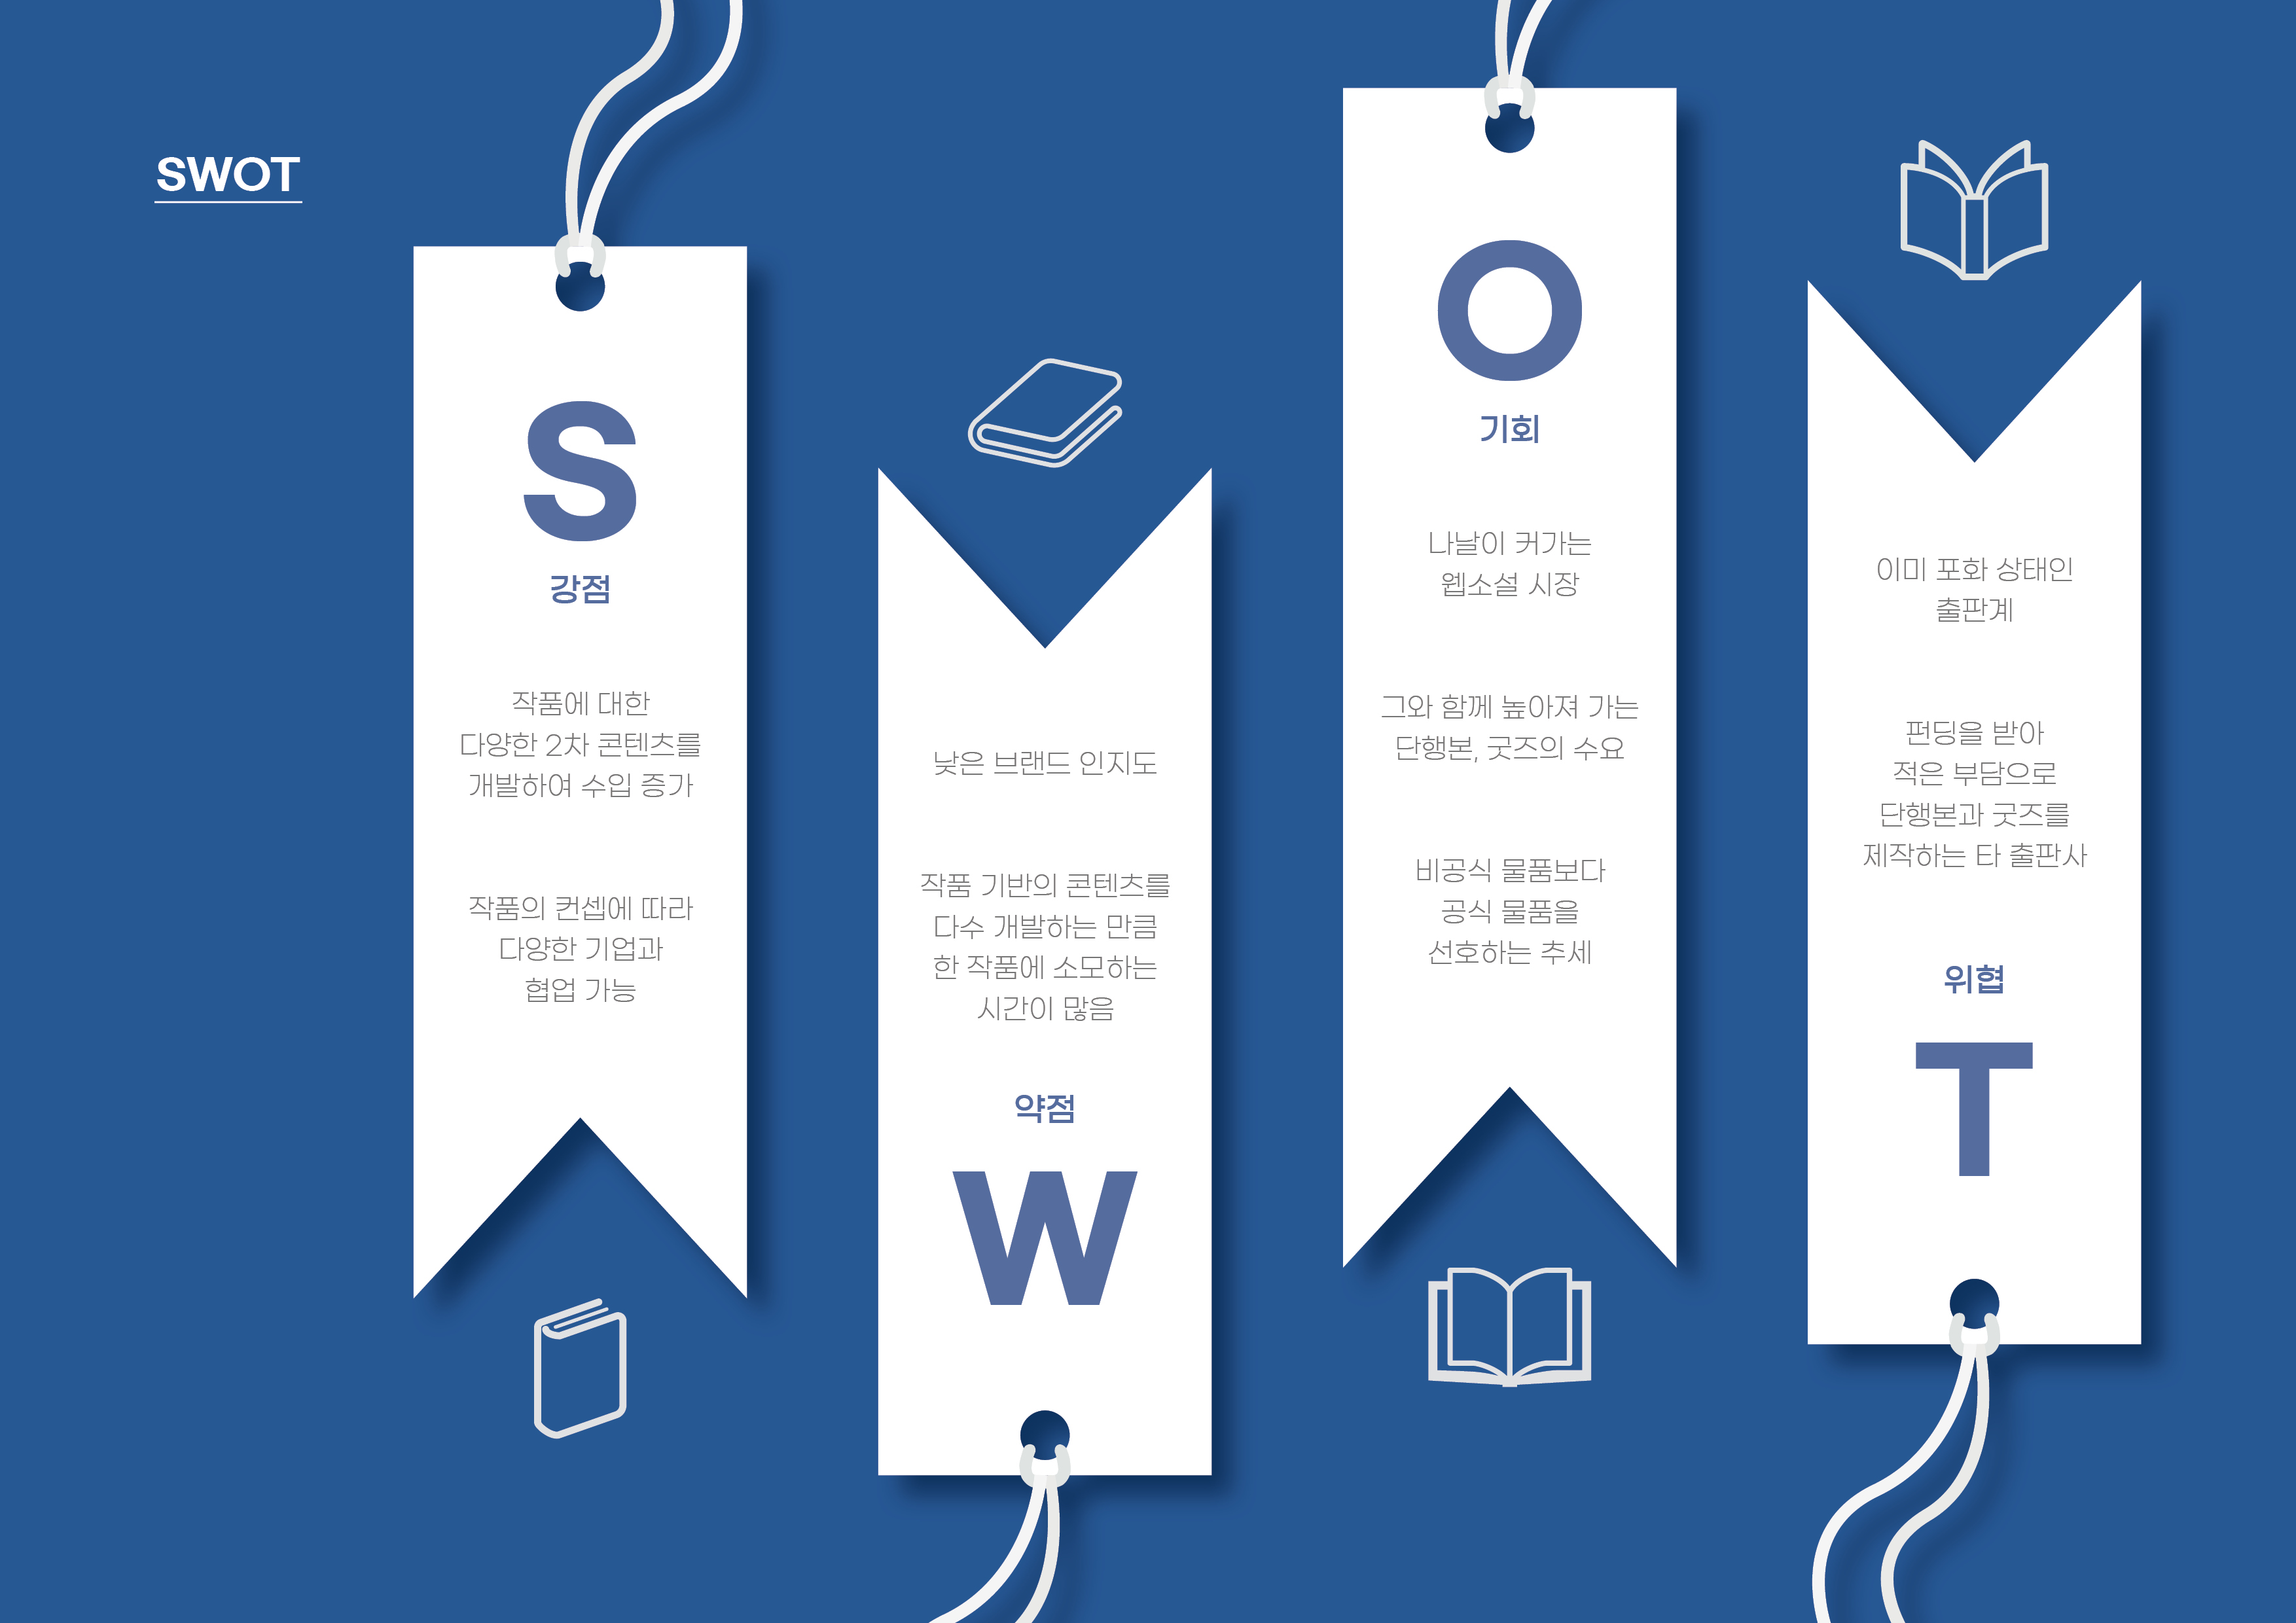 SWOT
S
강점
작품에 대한
다양한 2차 콘텐츠를
개발하여 수입 증가
작품의 컨셉에 따라
다양한 기업과
협업 가능
낮은 브랜드 인지도
작품 기반의 콘텐츠를
다수 개발하는 만큼
한 작품에 소모하는
시간이 많음
약점
W
O
기회
나날이 커가는
웹소설 시장
그와 함께 높아져 가는
단행본, 굿즈의 수요
비공식 물품보다
공식 물품을
선호하는 추세
이미 포화 상태인
출판계
펀딩을 받아
적은 부담으로
단행본과 굿즈를
제작하는 타 출판사
위협
T